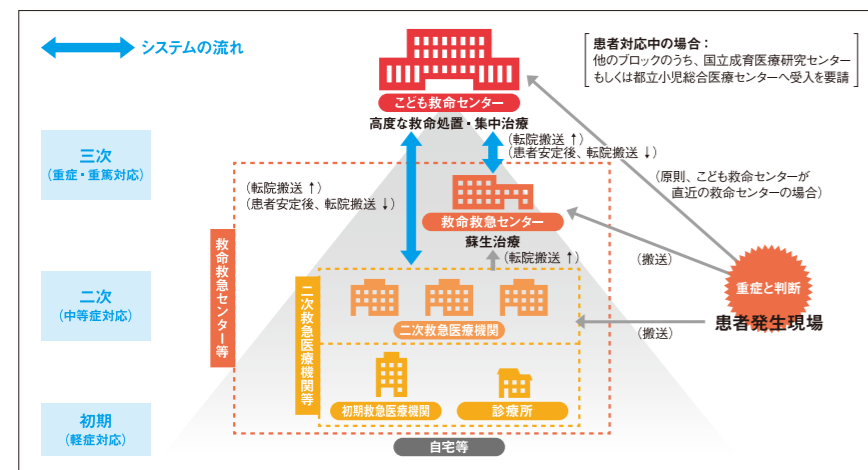 システムの流れ
患者対応中の場合：
他のブロックのうち、国立成育医療研究センター
もしくは都立小児総合医療センターへ受入を要請
こども救命センター
高度な救命処置・集中治療
三次
（重症・重篤対応）
（転院搬送 ↑）
（患者安定後、転院搬送 ↓）
（転院搬送 ↑）
（患者安定後、転院搬送 ↓）
（原則、こども救命センターが
直近の救命センターの場合）
救命救急センター
蘇生治療
（転院搬送 ↑）
（搬送）
救命救急センター等
二次救急医療機関等
二次
（中等症対応）
二次救急医療機関
（搬送）
重症と判断
患者発生現場
初期救急医療機関
診療所
初期
（軽症対応）
自宅等